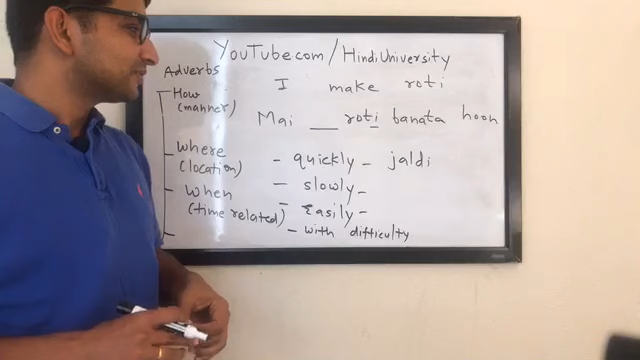 YouTube.com/HindiUniversity
Adverbs
I make roti
How
(manner)
Mai __ roti banata hoon
where
(location)
- quickly - jaldi
when
(time related)
- slowly -
- Easily -
- with difficulty